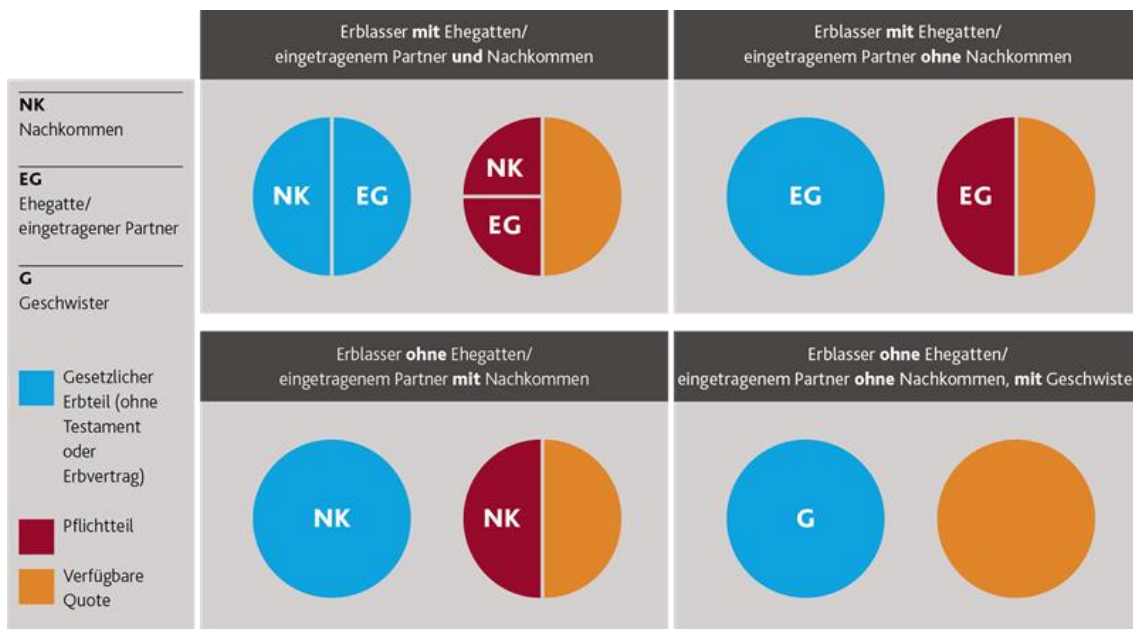 Erblasser mit Ehegatten/
eingetragenem Partner und Nachkommen
Erblasser mit Ehegatten/
eingetragenem Partner ohne Nachkommen
NK
Nachkommen
EG
Ehegatte/
eingetragener Partner
G
Geschwister
Gesetzlicher
Erbteil (ohne
Testament
oder
Erbvertrag)
Pflichtteil
Verfügbare
Quote
NK
EG
NK
EG
EG
EG
Erblasser ohne Ehegatten/
eingetragenem Partner mit Nachkommen
Erblasser ohne Ehegatten/
eingetragenem Partner ohne Nachkommen, mit Geschwiste
NK
NK
G